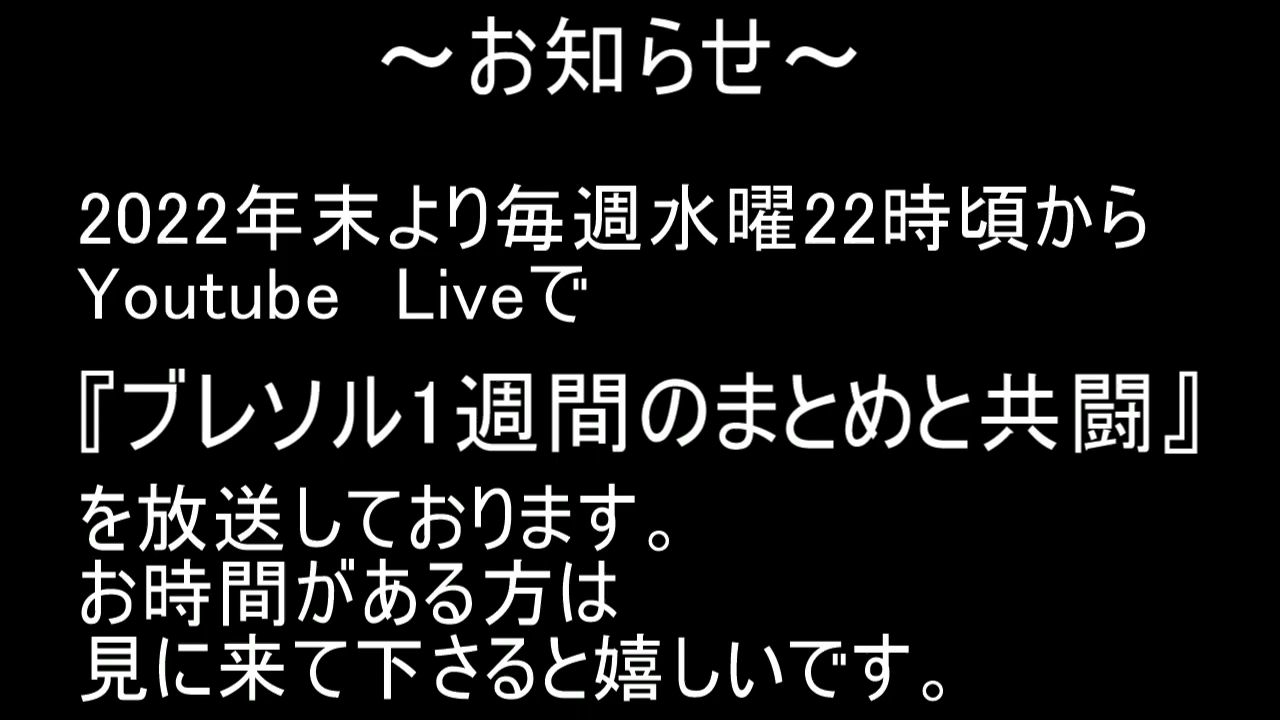 ～お知らせ～
2022年末より毎週水曜22時頃から
Youtube　Liveで
『ブレソル1週間のまとめと共闘』
を放送しております。
お時間がある方は
見に来て下さると嬉しいです。